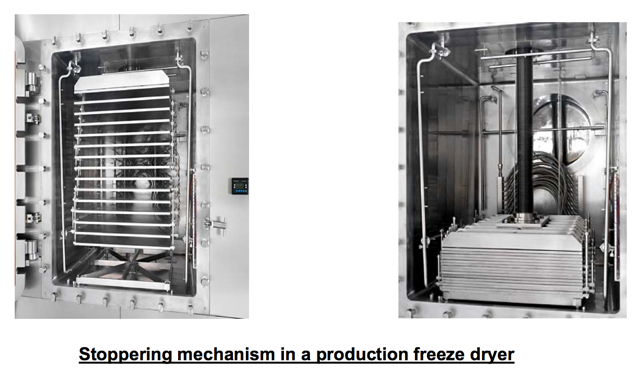 Stoppering mechanism in a production freeze dryer